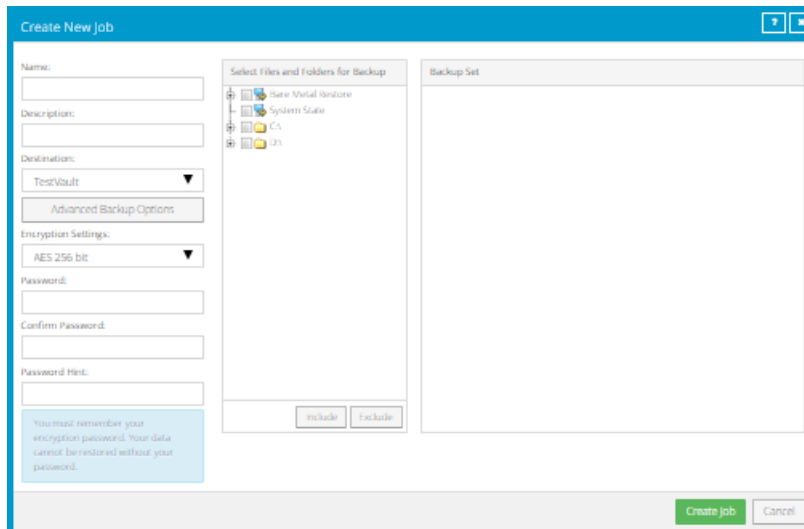 Create New Job
?
Name:
Description:
Destination:
TestVault
Advanced Backup Options
Encryption Settings:
AES 256 bit
Password:
Confirm Password:
Password Hint:
You must remember your
encryption password. Your data
cannot be restored without your
password.
Select Files and Folders for Backup
Bare Metal Restore
System State
C:\
D:\
Include Exclude
Backup Set
Create Job Cancel